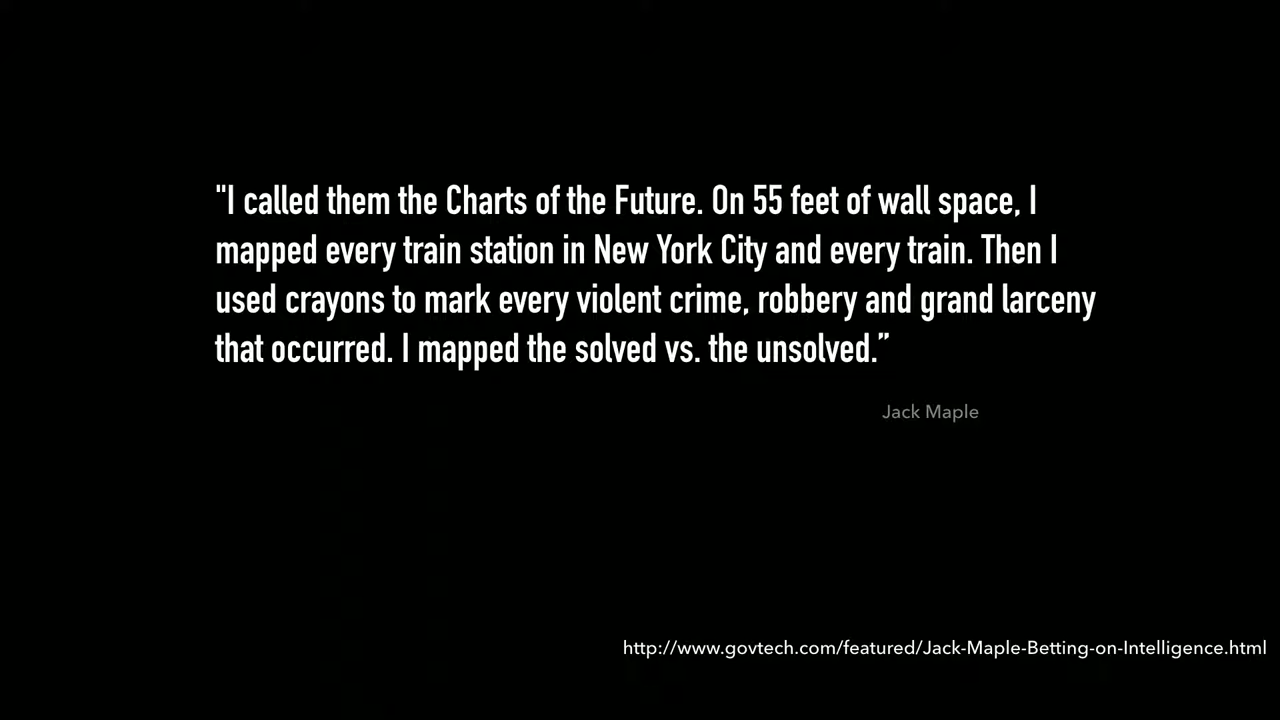 "I called them the Charts of the Future. On 55 feet of wall space, I
mapped every train station in New York City and every train. Then I
used crayons to mark every violent crime, robbery and grand larceny
that occurred. I mapped the solved vs. the unsolved.”
Jack Maple
http://www.govtech.com/featured/Jack-Maple-Betting-on-Intelligence.html